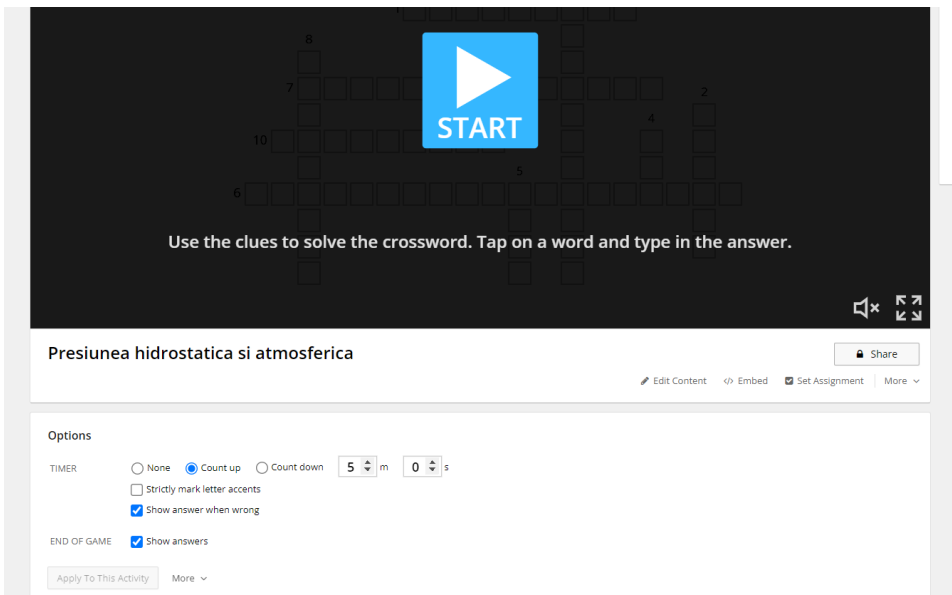 8
7
2
4
10
5
6
START
Use the clues to solve the crossword. Tap on a word and type in the answer.
Presiunea hidrostatica si atmosferica
Share
Edit Content </> Embed Set Assignment More
Options
TIMER None Count up Count down 5 m 0 s
Strictly mark letter accents
Show answer when wrong
END OF GAME Show answers
Apply To This Activity More